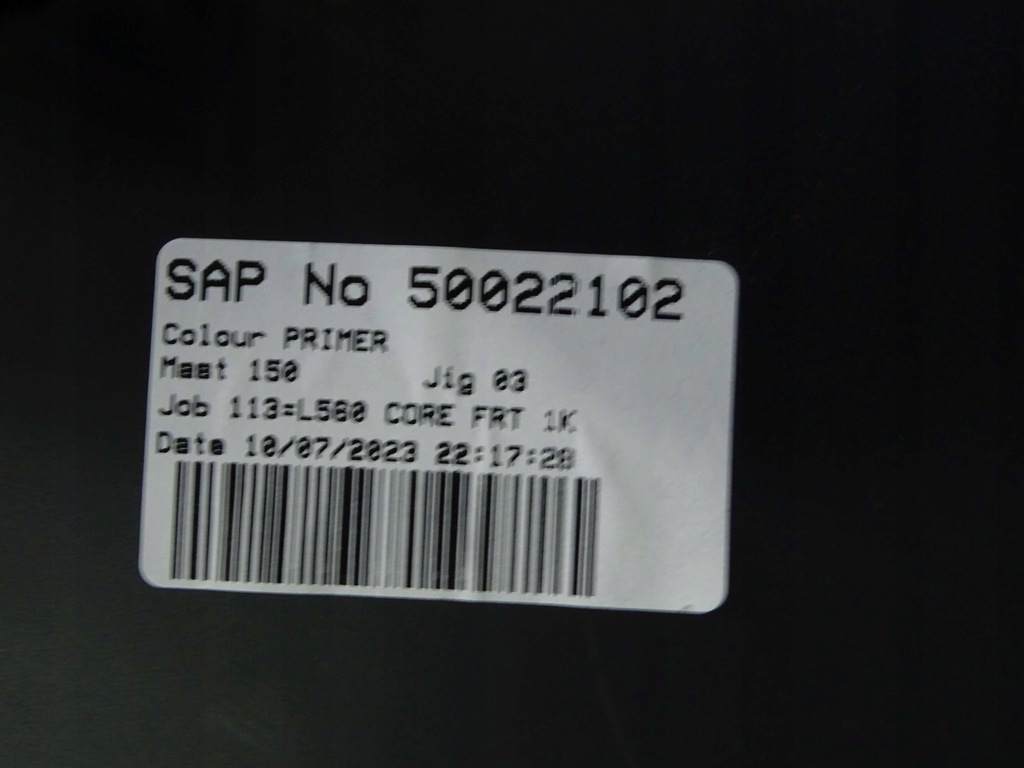 SAP No 50022102
Colour PRIMER
Mast 150 Jig 03
Job 113=L560 CORE FRT 1K
Date 10/07/2023 22:17:28